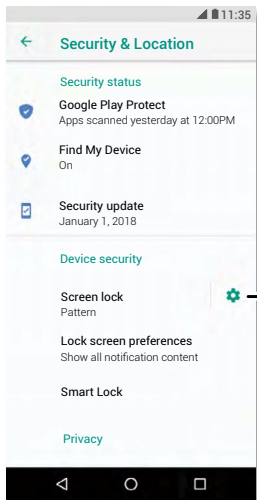 11:35
Security & Location
Security status
Google Play Protect
Apps scanned yesterday at 12:00PM
Find My Device
On
Security update
January 1, 2018
Device security
Screen lock
Pattern
Lock screen preferences
Show all notification content
Smart Lock
Privacy